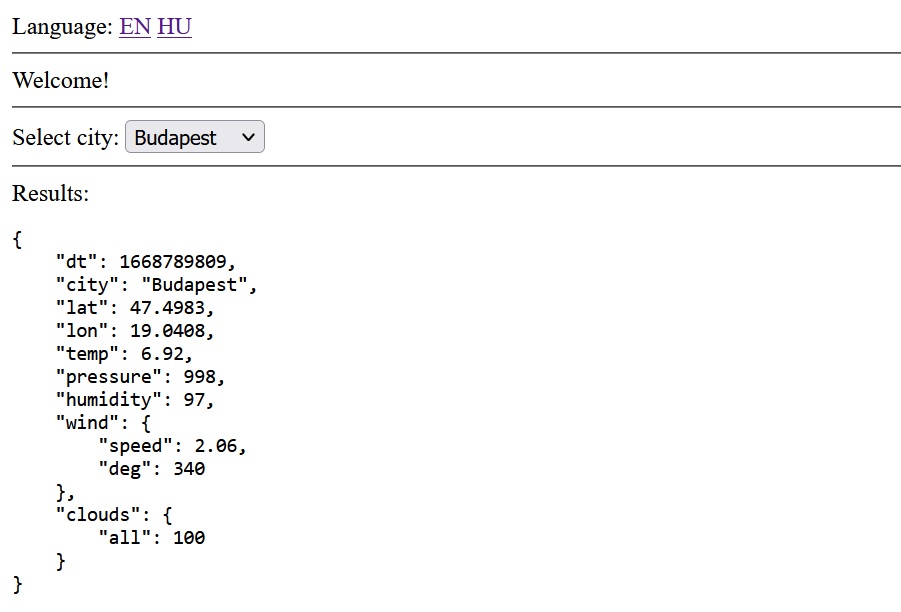 Language: EN HU
Welcome!
Select city: Budapest
Results:
{
    "dt": 1668789809,
    "city": "Budapest",
    "lat": 47.4983,
    "lon": 19.0408,
    "temp": 6.92,
    "pressure": 998,
    "humidity": 97,
    "wind": {
        "speed": 2.06,
        "deg": 340
    },
    "clouds": {
        "all": 100
    }
}